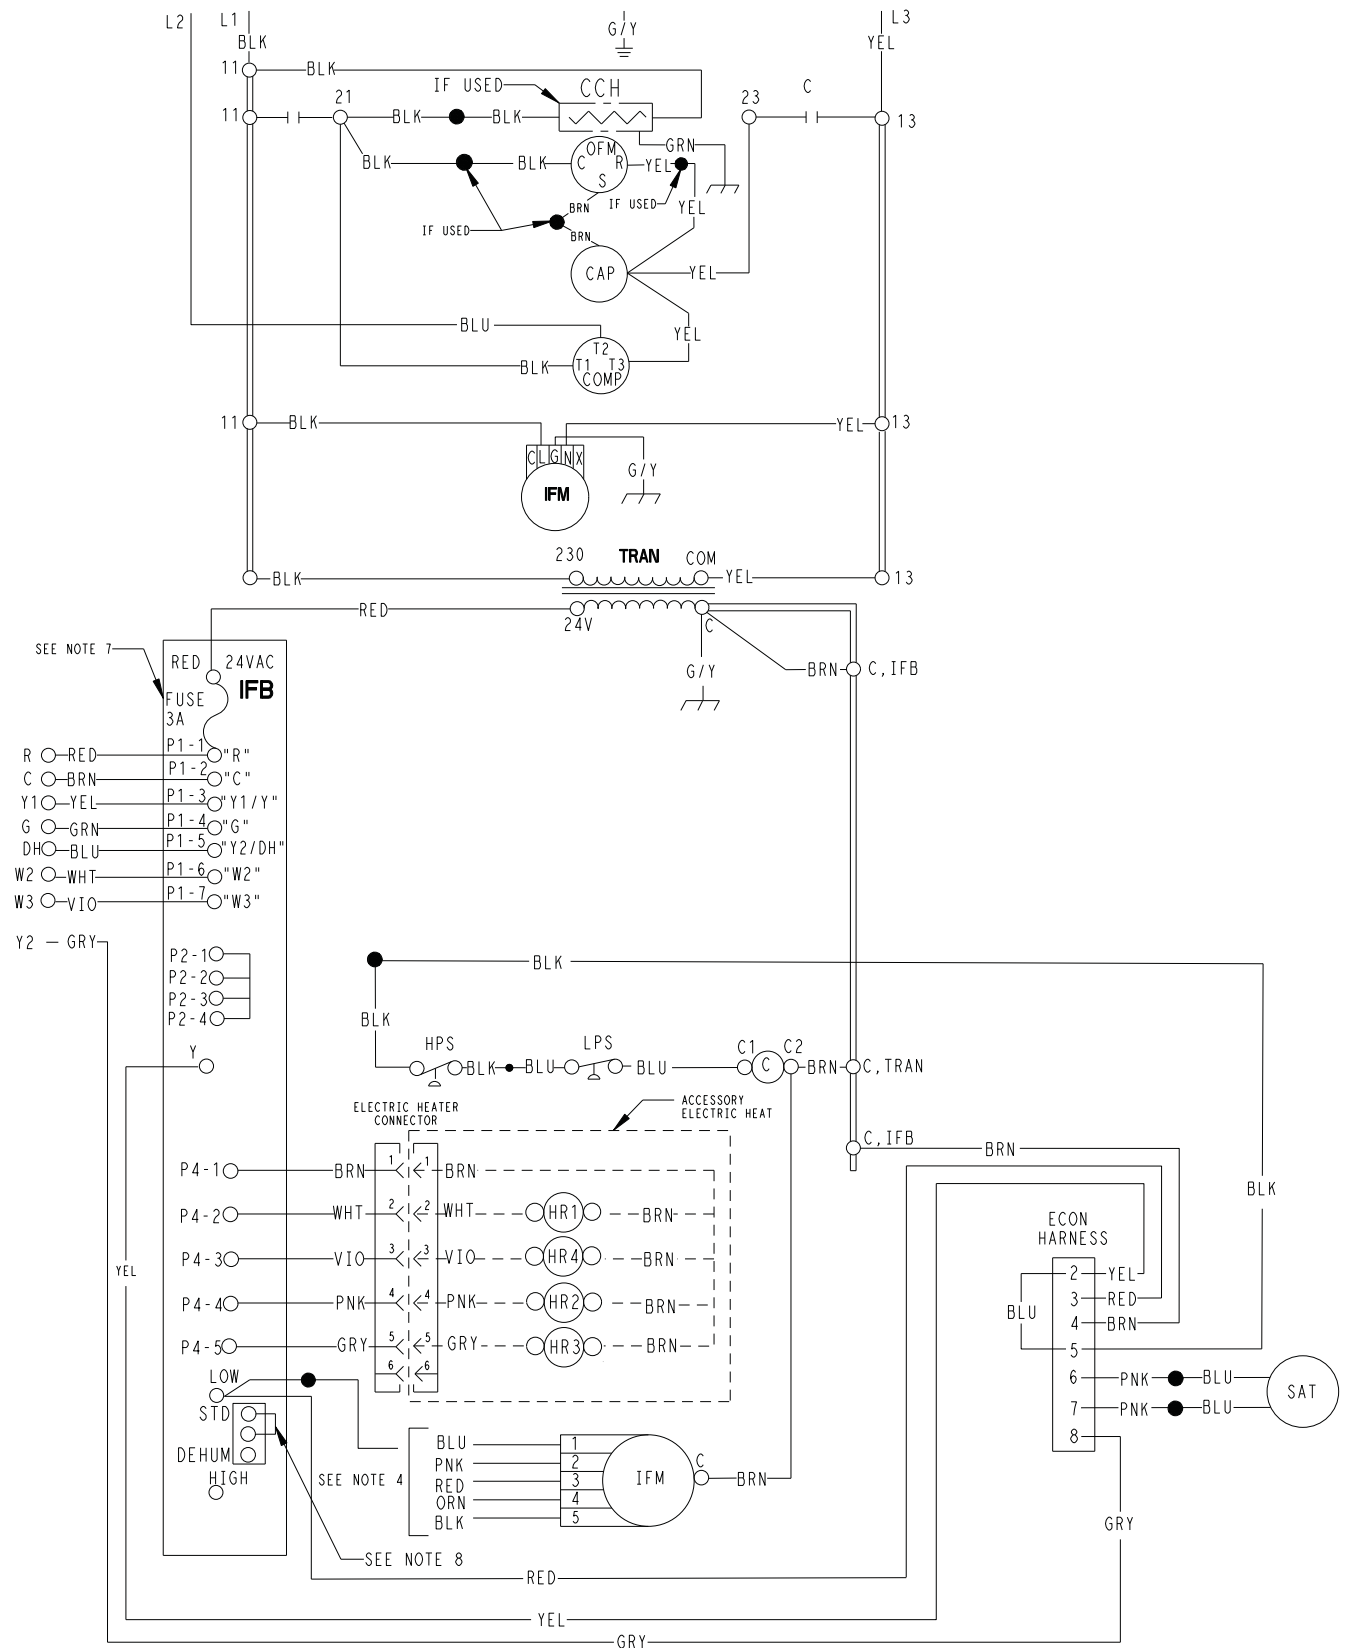 L2
L1
BLK
G/Y
L3
YEL
11
BLK
IF USED
CCH
C
11
21
BLK
BLK
23
13
BLK
BLK
OFM
C
R
S
YEL
GRN
BRN
IF USED
YEL
IF USED
BRN
CAP
YEL
BLU
YEL
T2
T1
T3
COMP
BLK
11
BLK
YEL
13
C
L
G
N
X
IFM
G/Y
230
TRAN
COM
BLK
YEL
13
RED
24V
C
SEE NOTE 7
RED
24VAC
IFB
G/Y
BRN
C,IFB
FUSE
3A
R
RED
P1-1
"R"
C
BRN
P1-2
"C"
Y1
YEL
P1-3
"Y1/Y"
G
GRN
P1-4
"G"
DH
BLU
P1-5
"Y2/DH"
W2
WHT
P1-6
"W2"
W3
VIO
P1-7
"W3"
Y2 — GRY
P2-1
P2-2
P2-3
P2-4
BLK
BLK
Y
HPS
LPS
C1
C
C2
BLK
BLU
BLU
BRN
C,TRAN
ELECTRIC HEATER
CONNECTOR
ACCESSORY
ELECTRIC HEAT
C,IFB
BRN
P4-1
BRN
1
1
BRN
BLK
P4-2
WHT
2
2
WHT
HR1
BRN
P4-3
VIO
3
3
VIO
HR4
BRN
P4-4
PNK
4
4
PNK
HR2
BRN
P4-5
GRY
5
5
GRY
HR3
BRN
6
6
YEL
ECON
HARNESS
2
YEL
3
RED
BLU
4
BRN
5
6
PNK
BLU
7
PNK
BLU
SAT
8
LOW
STD
DEHUM
HIGH
SEE NOTE 4
BLU
1
PNK
2
RED
3
ORN
4
BLK
5
IFM
C
BRN
GRY
SEE NOTE 8
RED
YEL
GRY